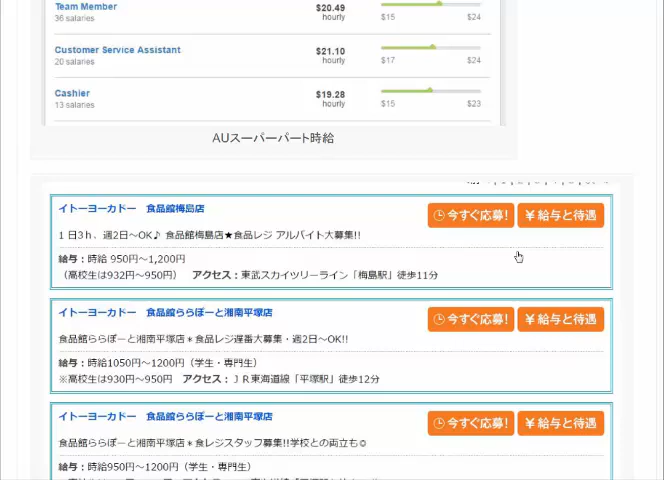 Team Member
36 salaries
$20.49
hourly
$15
$24
Customer Service Assistant
20 salaries
$21.10
hourly
$17
$24
Cashier
13 salaries
$19.28
hourly
$15
$23
AUスーパーパート時給
イトーヨーカドー 食品館梅島店
今すぐ応募!
¥給与と待遇
1日3h、週2日～OK♪ 食品館梅島店★食品レジ アルバイト大募集!!
給与：時給 950円～1,200円
（高校生は932円～950円） アクセス：東武スカイツリーライン「梅島駅」徒歩11分
イトーヨーカドー 食品館ららぽーと湘南平塚店
今すぐ応募!
¥給与と待遇
食品館ららぽーと湘南平塚店＊食品レジ遅番大募集・週2日～OK!!
給与：時給1050円～1200円（学生・専門生）
※高校生は930円～950円 アクセス：ＪＲ東海道線「平塚駅」徒歩12分
イトーヨーカドー 食品館ららぽーと湘南平塚店
今すぐ応募!
¥給与と待遇
食品館ららぽーと湘南平塚店＊食レジスタッフ募集!!学校との両立も◎
給与：時給950円～1200円（学生・専門生）